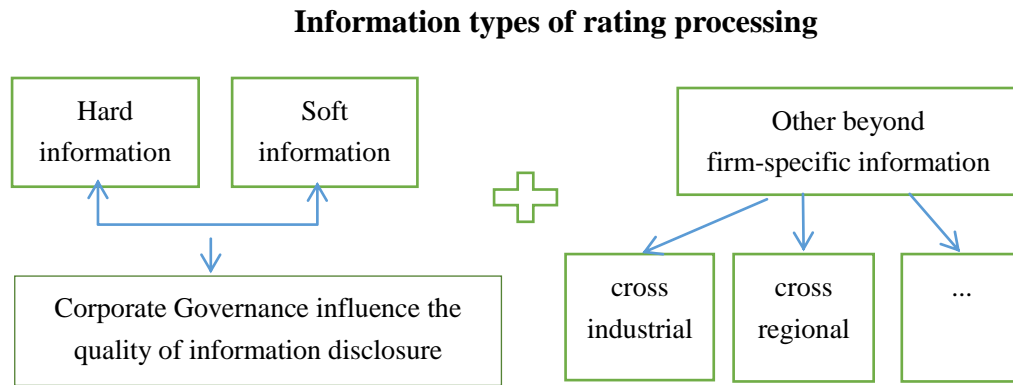 Information types of rating processing
Hard
information
Soft
information
Other beyond
firm-specific information
Corporate Governance influence the
quality of information disclosure
cross
industrial
cross
regional
...